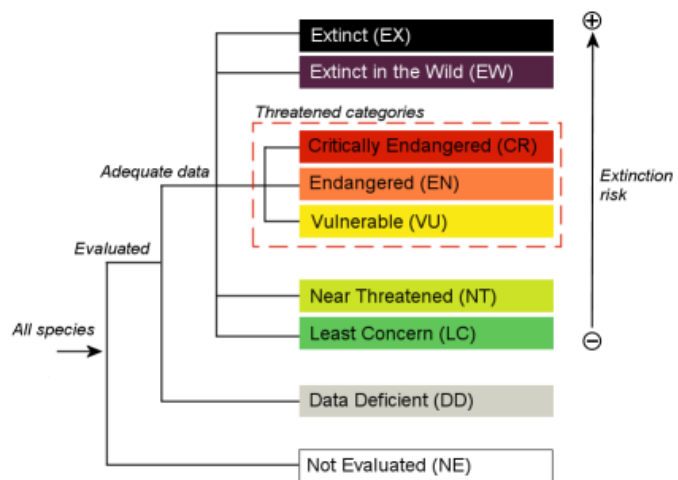 Extinct (EX)
Extinct in the Wild (EW)
Threatened categories
Critically Endangered (CR)
Adequate data
Endangered (EN)
Extinction
risk
Vulnerable (VU)
Evaluated
Near Threatened (NT)
All species
Least Concern (LC)
Data Deficient (DD)
Not Evaluated (NE)